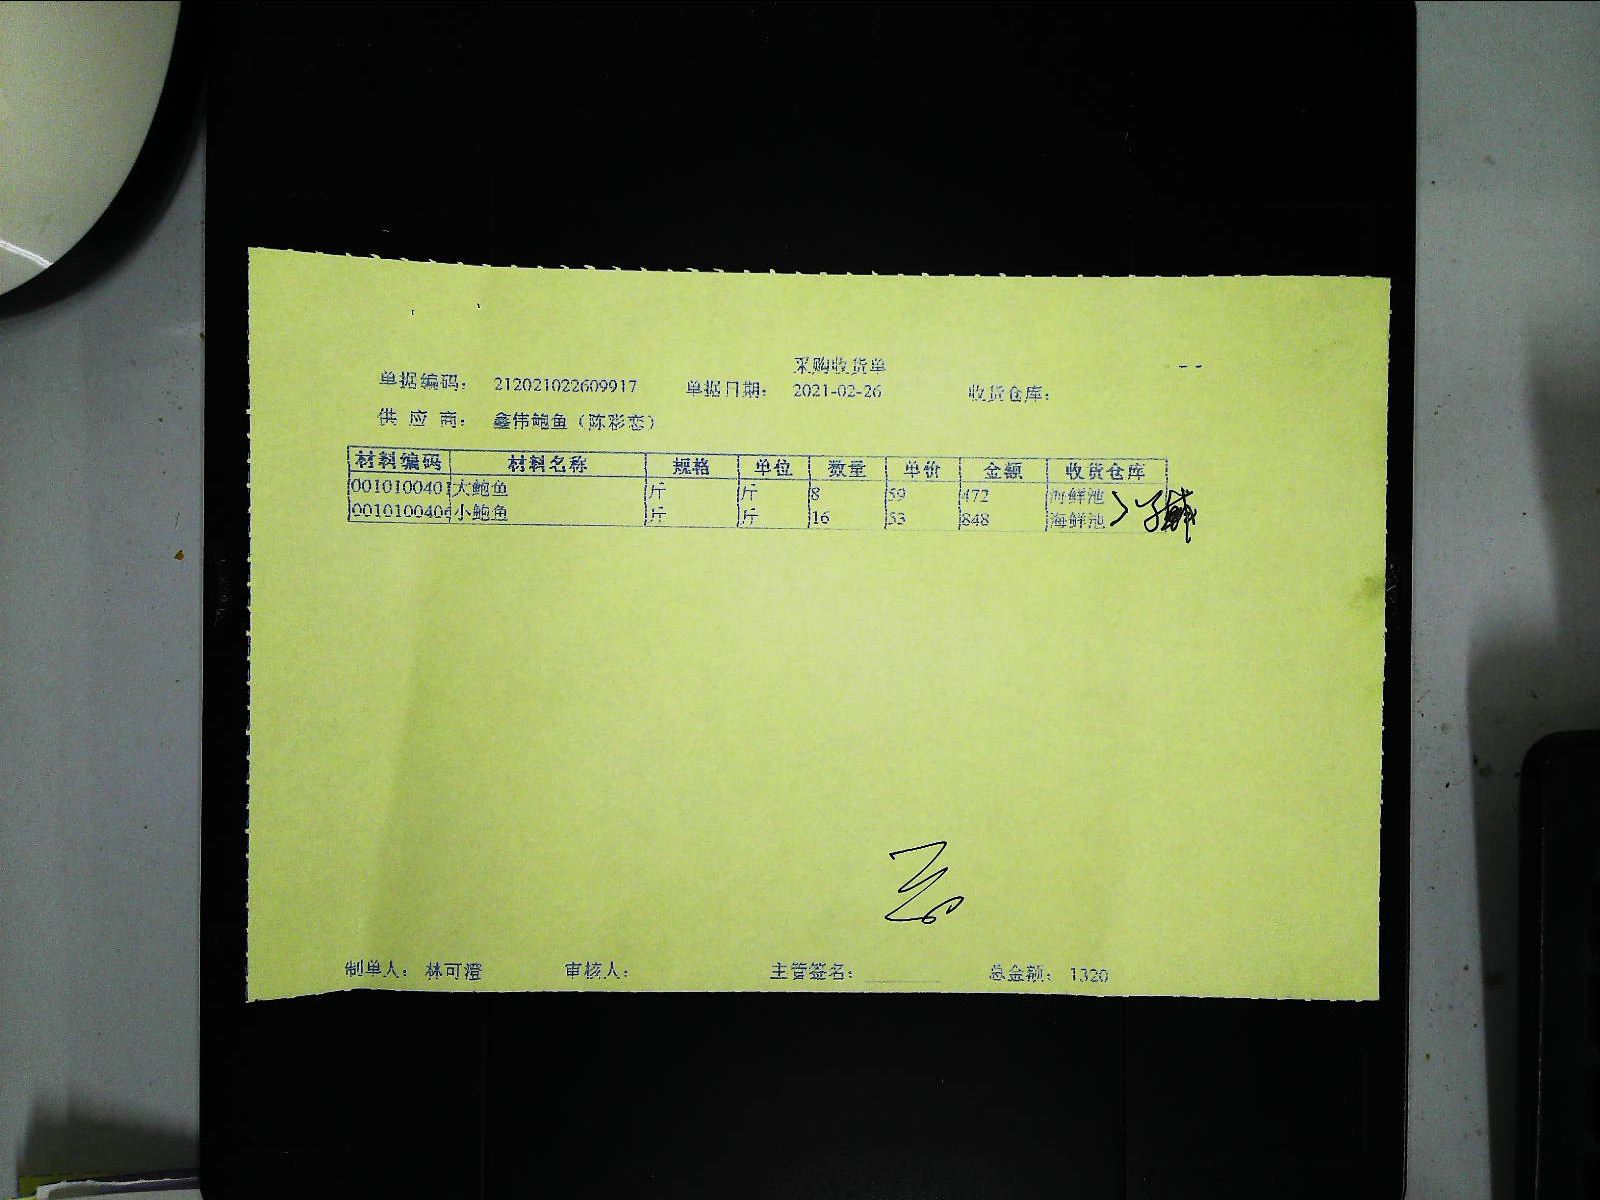 采购收货单
单据编码： 212021022609917 单据日期： 2021-02-26 收货仓库：
供 应 商： 鑫伟鲍鱼（陈彩恋）
材料编码 材料名称 规格 单位 数量 单价 金额 收货仓库
0010100401 大鲍鱼 斤 斤 8 59 472 海鲜池
001010040 小鲍鱼 斤 斤 16 53 848 海鲜池
制单人： 林可澄 审核人： 主管签名： 总金额： 1320